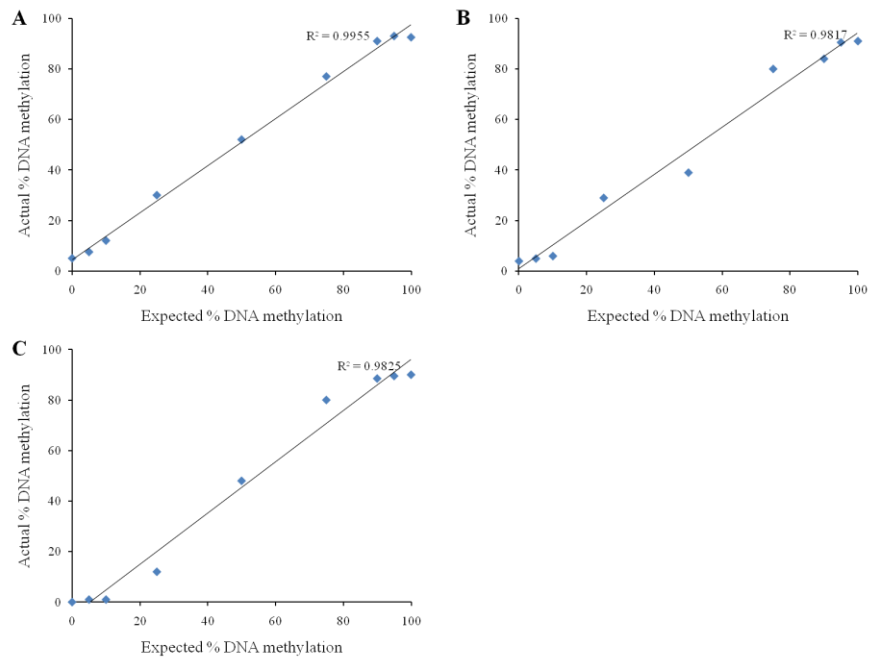 A
R² = 0.9955
100
80
60
40
20
0
Actual % DNA methylation
0 20 40 60 80 100
Expected % DNA methylation
B
R² = 0.9817
100
80
60
40
20
0
Actual % DNA methylation
0 20 40 60 80 100
Expected % DNA methylation
C
R² = 0.9825
100
80
60
40
20
0
Actual % DNA methylation
0 20 40 60 80 100
Expected % DNA methylation